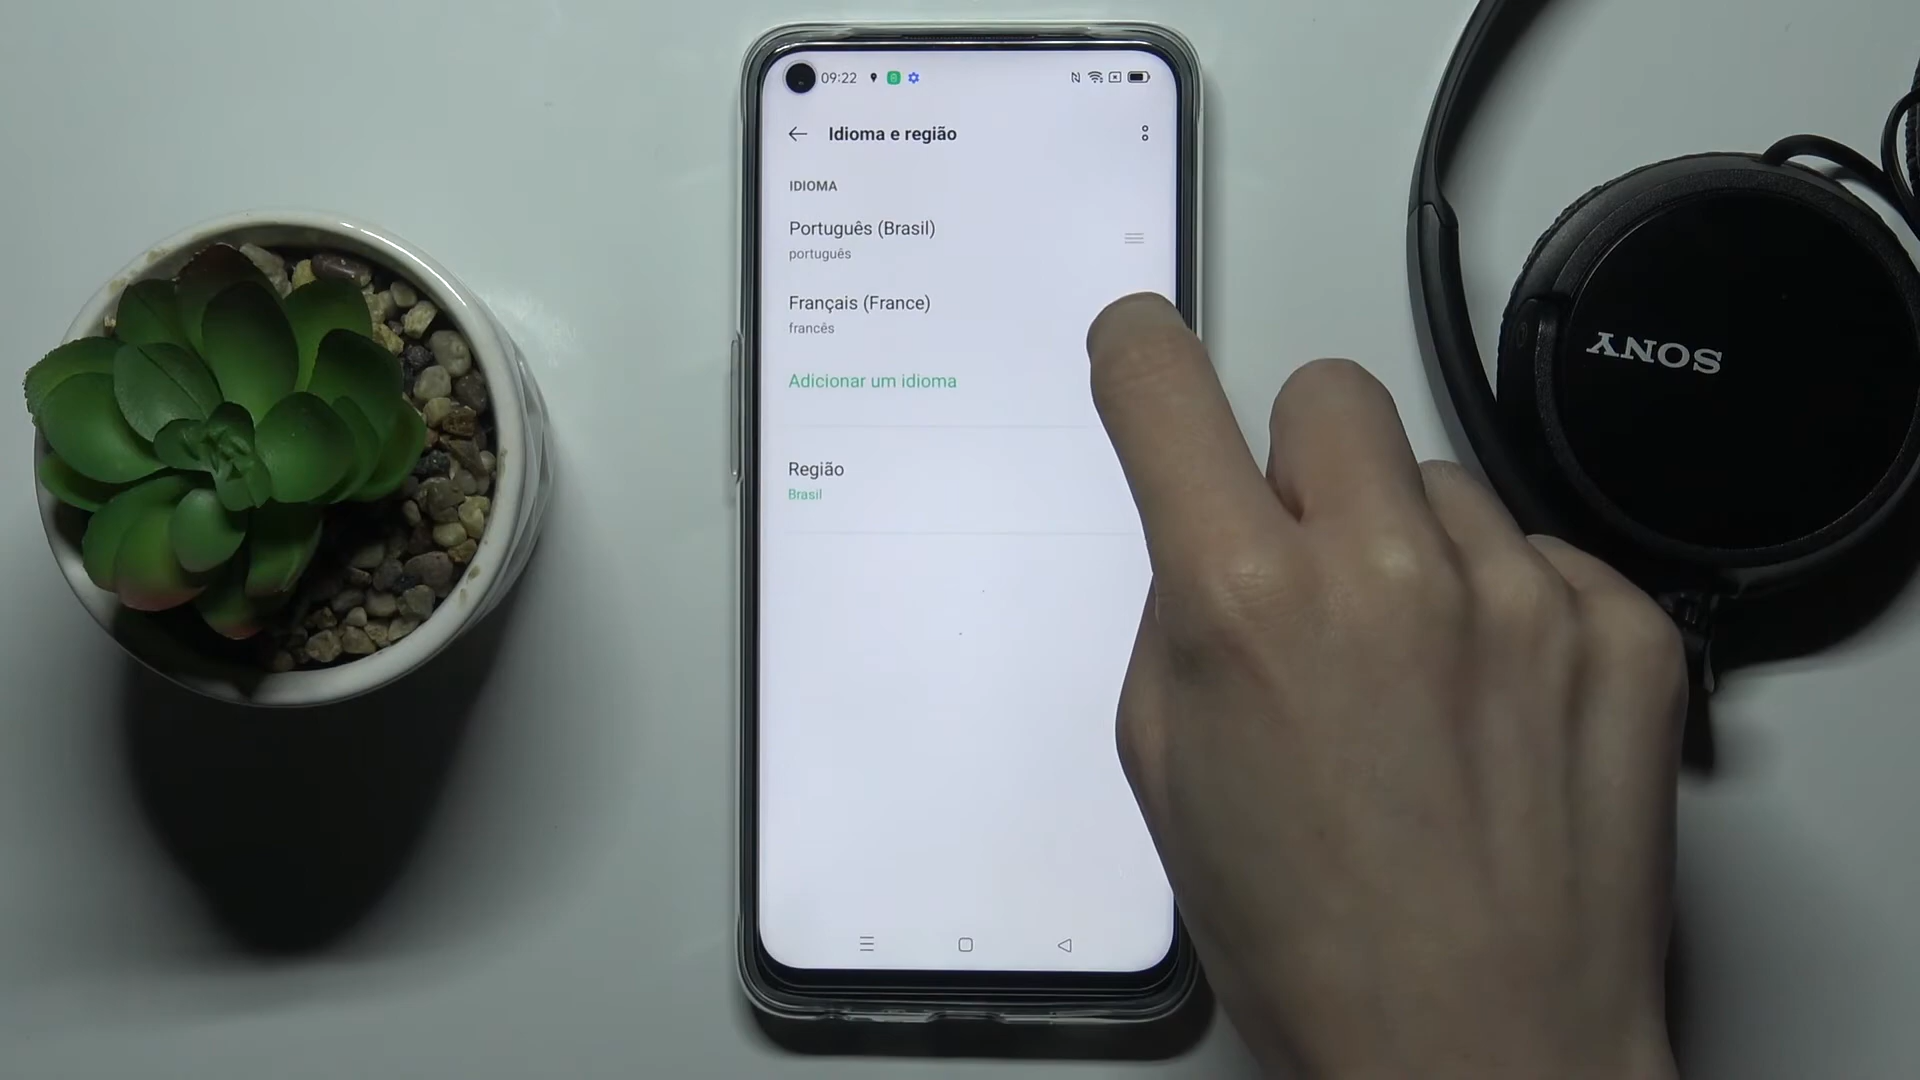 09:22
Idioma e região
IDIOMA
Português (Brasil)
português
Français (France)
francês
Adicionar um idioma
Região
Brasil
SONY